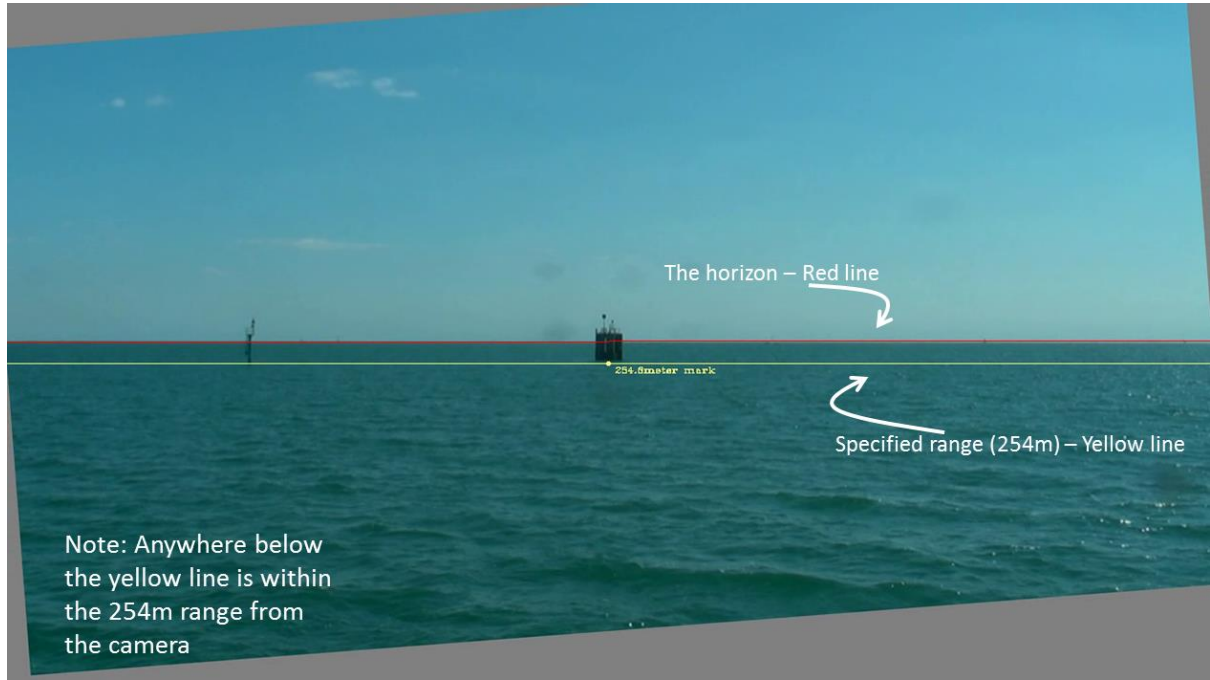 The horizon – Red line
254.8meter mark
Specified range (254m) – Yellow line
Note: Anywhere below
the yellow line is within
the 254m range from
the camera